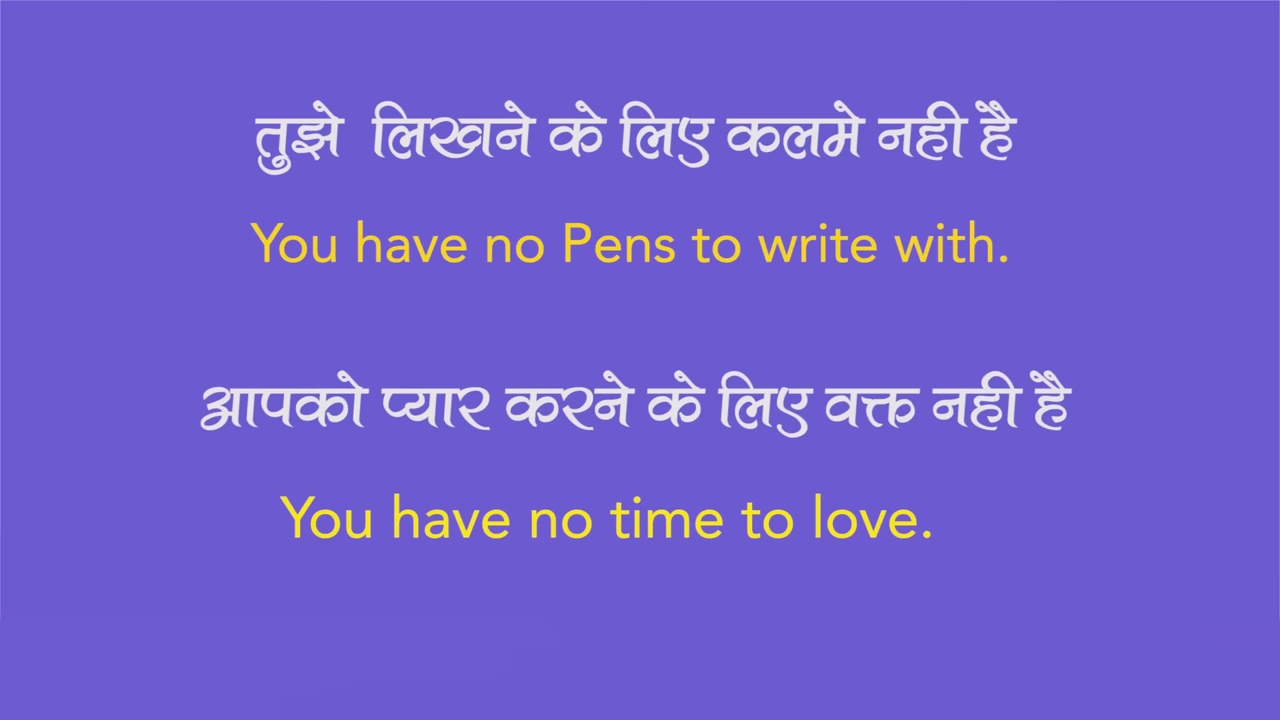 तुझे लिखने के लिए कलमे नही है
You have no Pens to write with.
आपको प्यार करने के लिए वक्त नही है
You have no time to love.